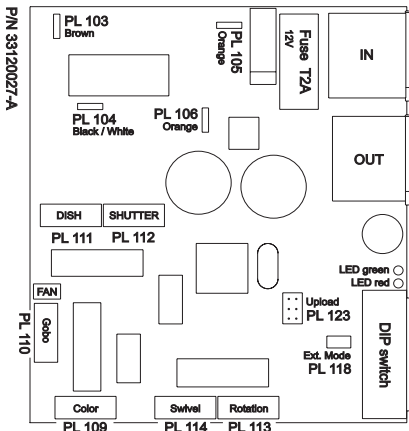 P/N 33120027-A
PL 103
Brown
PL 104
Black / White
PL 105
Orange
PL 106
Orange
Fuse T2A
12V
IN
OUT
DISH
SHUTTER
PL 111
PL 112
FAN
Gobo
PL 110
LED green
LED red
Upload
PL 123
Ext. Mode
PL 118
DIP switch
Color
Swivel
Rotation
PL 109
PL 114
PL 113